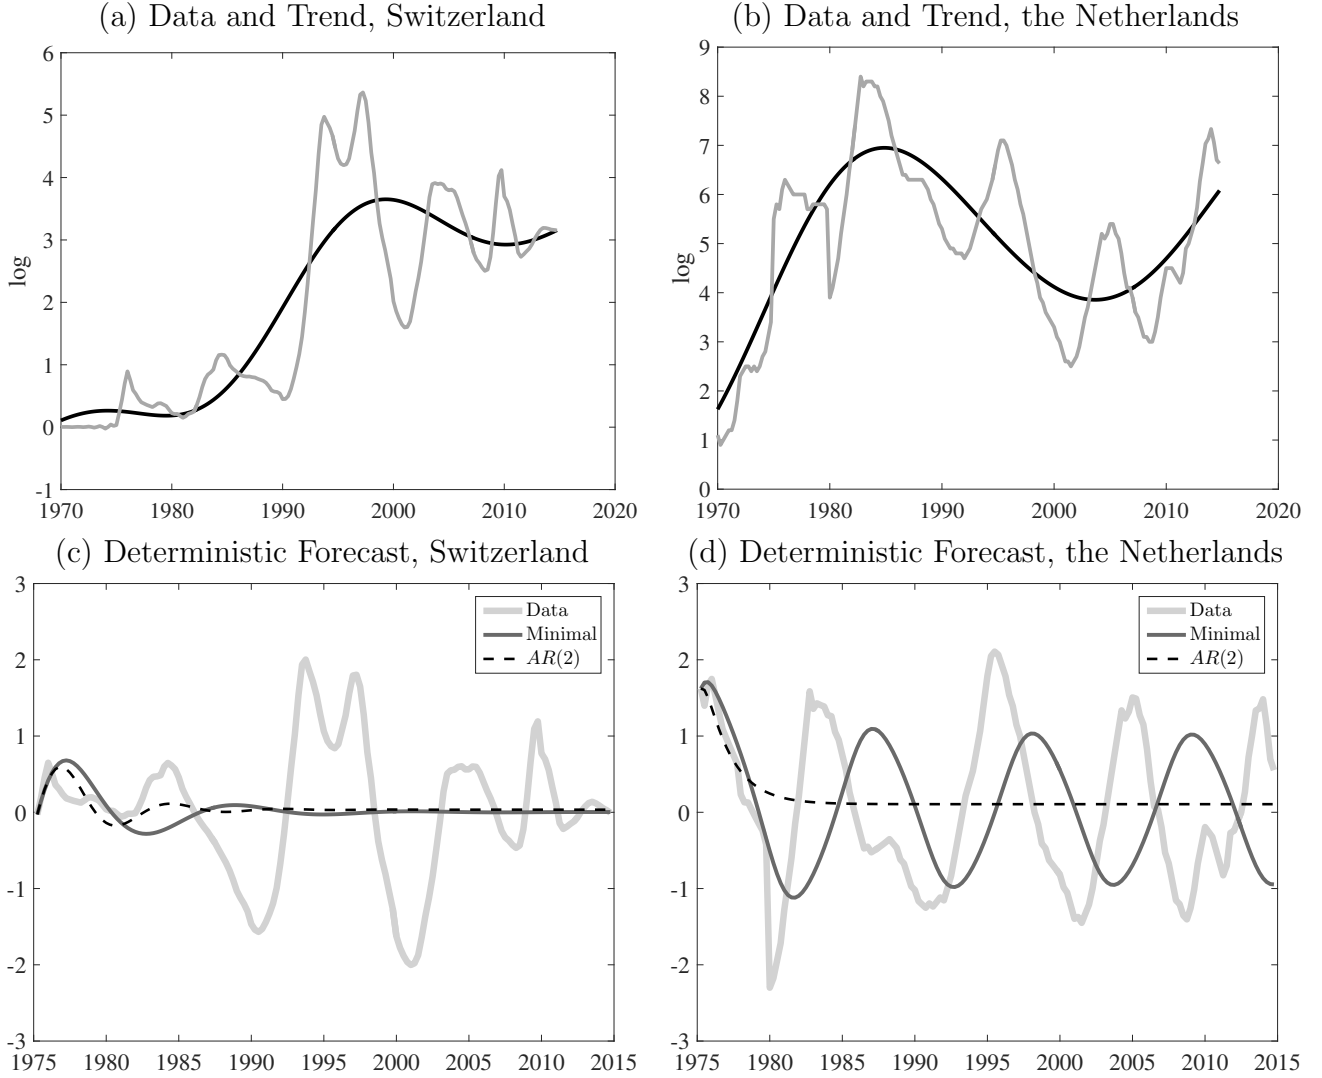 (a) Data and Trend, Switzerland
(b) Data and Trend, the Netherlands
6
5
4
3
2
1
0
-1
log
1970 1980 1990 2000 2010 2020
9
8
7
6
5
4
3
2
1
0
log
1970 1980 1990 2000 2010 2020
(c) Deterministic Forecast, Switzerland
(d) Deterministic Forecast, the Netherlands
3
2
1
0
-1
-2
-3
Data
Minimal
AR(2)
1975 1980 1985 1990 1995 2000 2005 2010 2015
3
2
1
0
-1
-2
-3
Data
Minimal
AR(2)
1975 1980 1985 1990 1995 2000 2005 2010 2015